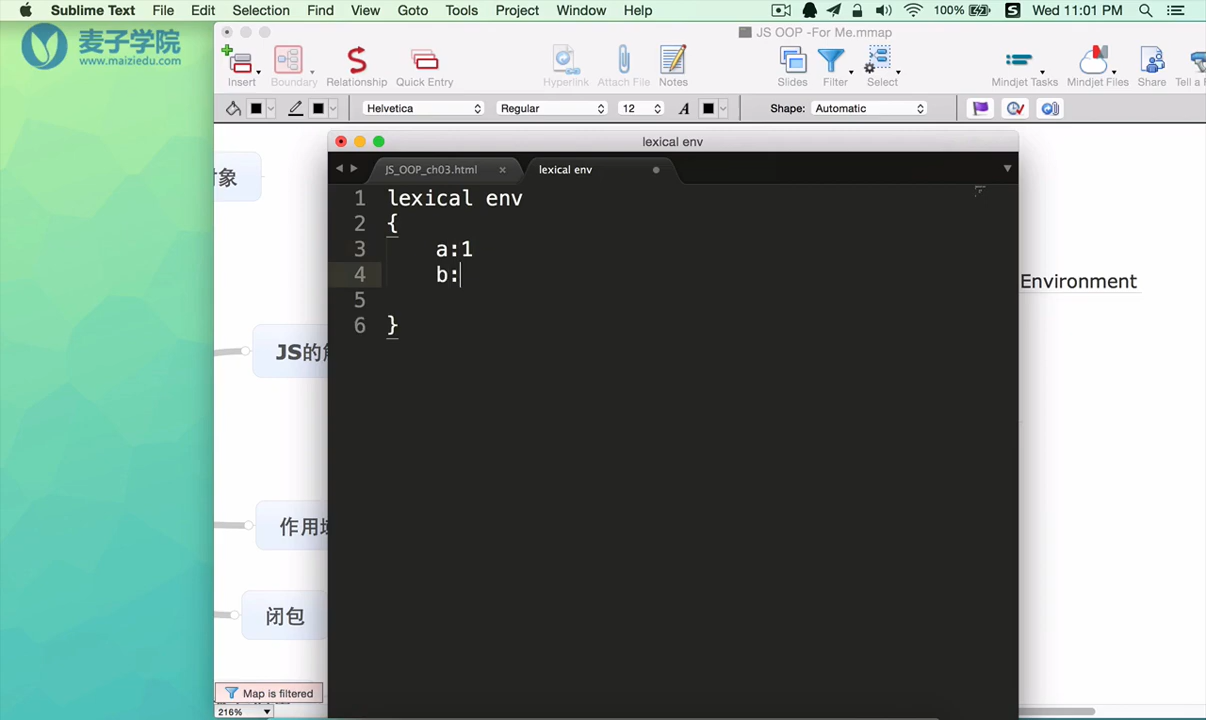 Sublime Text File Edit Selection Find View Goto Tools Project Window Help 100% S Wed 11:01 PM
麦子学院
www.maiziedu.com
JS OOP -For Me.mmap
Insert Boundary Relationship Quick Entry Hyperlink Attach File Notes Slides Filter Select Mindjet Tasks Mindjet Files Share Tell a
Helvetica Regular 12 A Shape: Automatic
lexical env
JS_OOP_ch03.html × lexical env
1 lexical env
2 {
3 a:1
4 b:
5
6 }
象
Environment
JS的
作用
闭包
Map is filtered
216%